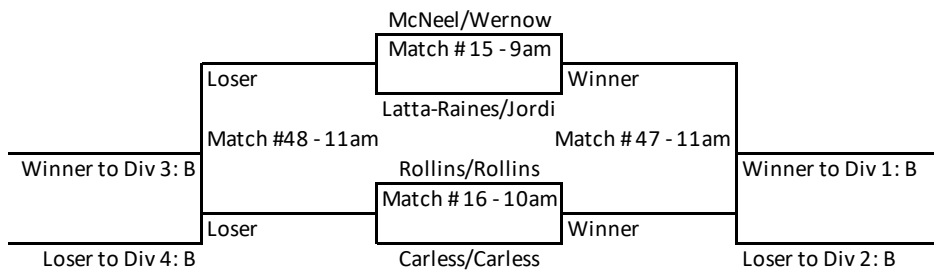 McNeel/Wernow
Match # 15 - 9am
Loser
Winner
Latta-Raines/Jordi
Match #48 - 11am
Match # 47 - 11am
Winner to Div 3: B
Rollins/Rollins
Winner to Div 1: B
Match # 16 - 10am
Loser
Winner
Loser to Div 4: B
Carless/Carless
Loser to Div 2: B